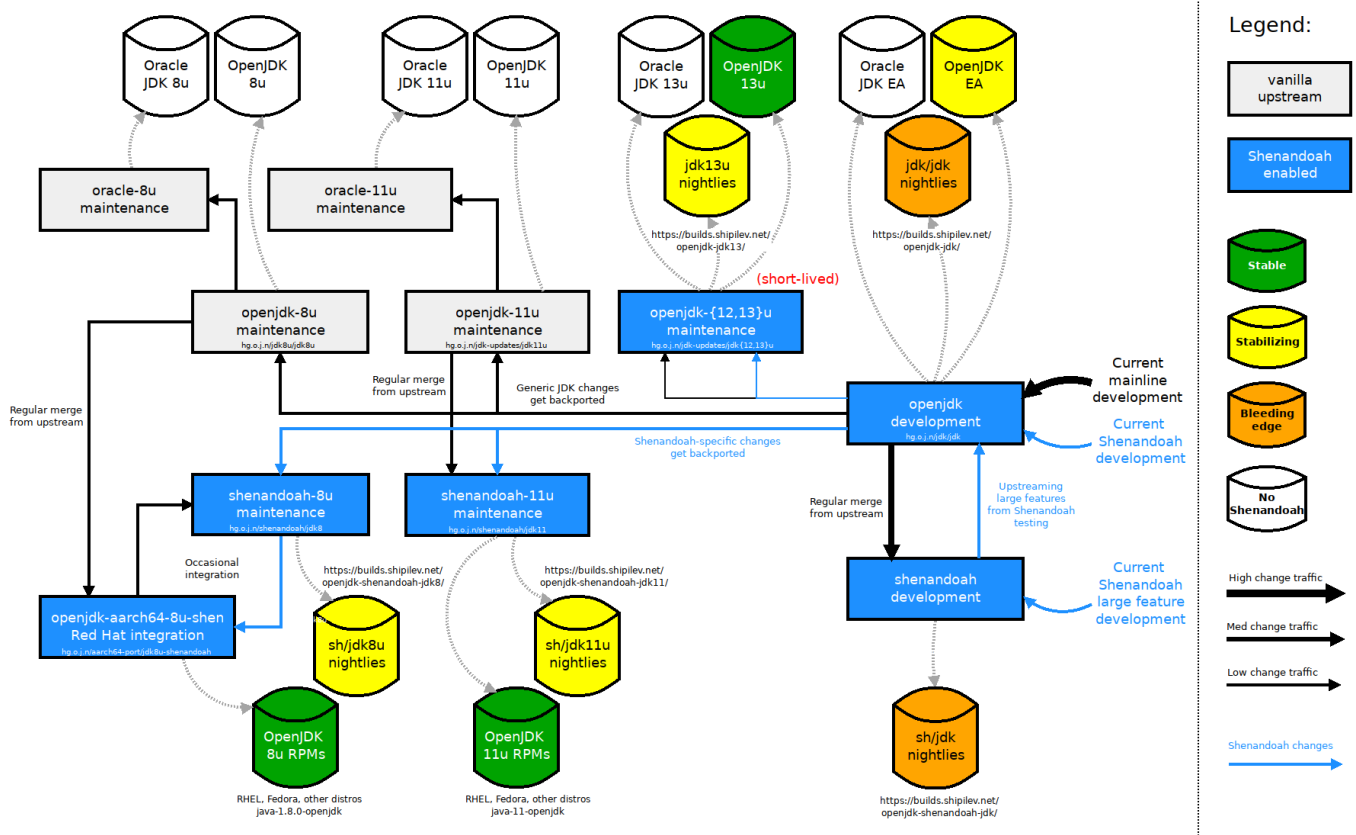 Oracle
JDK 8u
OpenJDK
8u
Oracle
JDK 11u
OpenJDK
11u
Oracle
JDK 13u
OpenJDK
13u
Oracle
JDK EA
OpenJDK
EA
jdk13u
nightlies
jdk/jdk
nightlies
https://builds.shipilev.net/
openjdk-jdk13/
https://builds.shipilev.net/
openjdk-jdk/
oracle-8u
maintenance
oracle-11u
maintenance
(short-lived)
openjdk-8u
maintenance
hg.o.j.n/jdk8u/jdk8u
openjdk-11u
maintenance
hg.o.j.n/jdk-updates/jdk11u
openjdk-{12,13}u
maintenance
hg.o.j.n/jdk-updates/jdk{12,13}u
Regular merge
from upstream
Regular merge
from upstream
Generic JDK changes
get backported
openjdk
development
hg.o.j.n/jdk/jdk
Current
mainline
development
Current
Shenandoah
development
Shenandoah-specific changes
get backported
shenandoah-8u
maintenance
hg.o.j.n/shenandoah/jdk8
shenandoah-11u
maintenance
hg.o.j.n/shenandoah/jdk11
Regular merge
from upstream
Upstreaming
large features
from Shenandoah
testing
Occasional
integration
https://builds.shipilev.net/
openjdk-shenandoah-jdk8/
https://builds.shipilev.net/
openjdk-shenandoah-jdk11/
shenandoah
development
Current
Shenandoah
large feature
development
openjdk-aarch64-8u-shen
Red Hat integration
hg.o.j.n/aarch64-port/jdk8u-shenandoah
sh/jdk8u
nightlies
sh/jdk11u
nightlies
OpenJDK
8u RPMs
OpenJDK
11u RPMs
sh/jdk
nightlies
RHEL, Fedora, other distros
java-1.8.0-openjdk
RHEL, Fedora, other distros
java-11-openjdk
https://builds.shipilev.net/
openjdk-shenandoah-jdk/
Legend:
vanilla
upstream
Shenandoah
enabled
Stable
Stabilizing
Bleeding
edge
No
Shenandoah
High change traffic
Med change traffic
Low change traffic
Shenandoah changes